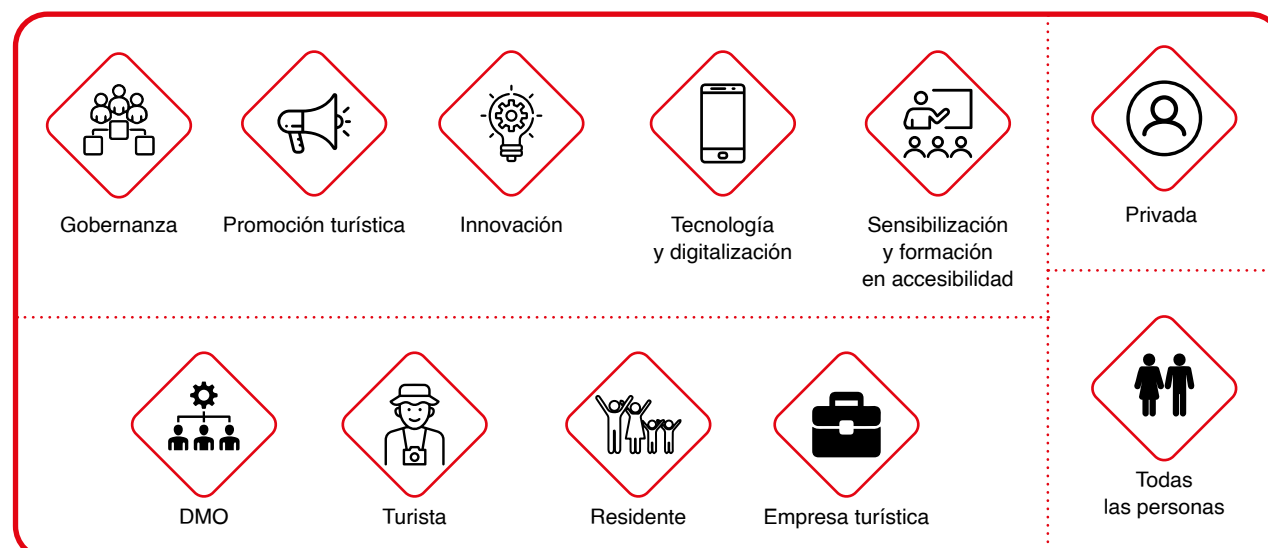 Gobernanza
Promoción turística
Innovación
Tecnología
y digitalización
Sensibilización
y formación
en accesibilidad
Privada
DMO
Turista
Residente
Empresa turística
Todas
las personas